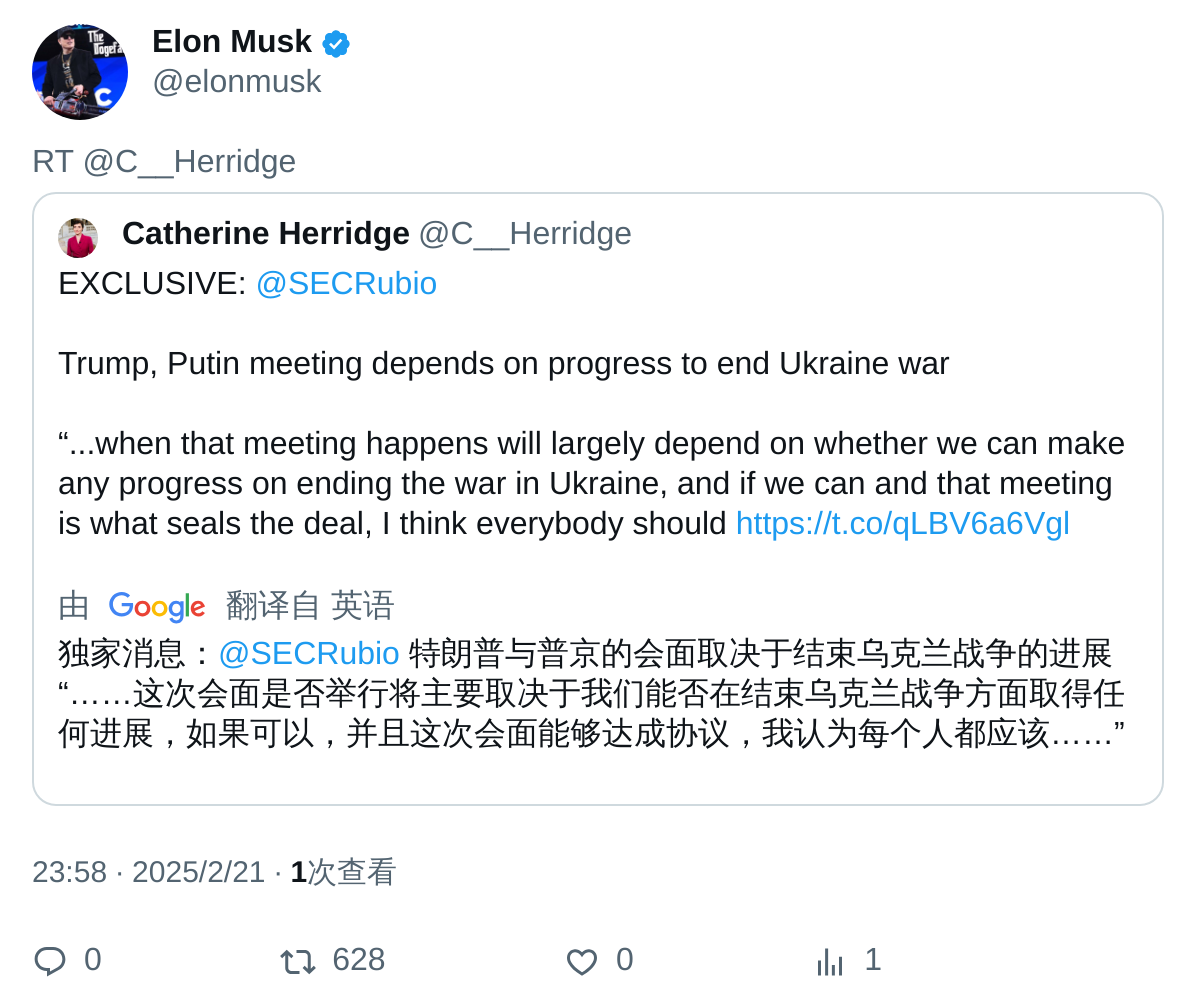 The
Dogefa
C
Elon Musk
@elonmusk
RT @C__Herridge
Catherine Herridge @C__Herridge
EXCLUSIVE: @SECRubio
Trump, Putin meeting depends on progress to end Ukraine war
“...when that meeting happens will largely depend on whether we can make
any progress on ending the war in Ukraine, and if we can and that meeting
is what seals the deal, I think everybody should https://t.co/qLBV6a6Vgl
由 Google 翻译自 英语
独家消息：@SECRubio 特朗普与普京的会面取决于结束乌克兰战争的进展
“……这次会面是否举行将主要取决于我们能否在结束乌克兰战争方面取得任
何进展，如果可以，并且这次会面能够达成协议，我认为每个人都应该……”
23:58 · 2025/2/21 · 1次查看
0 628 0 1